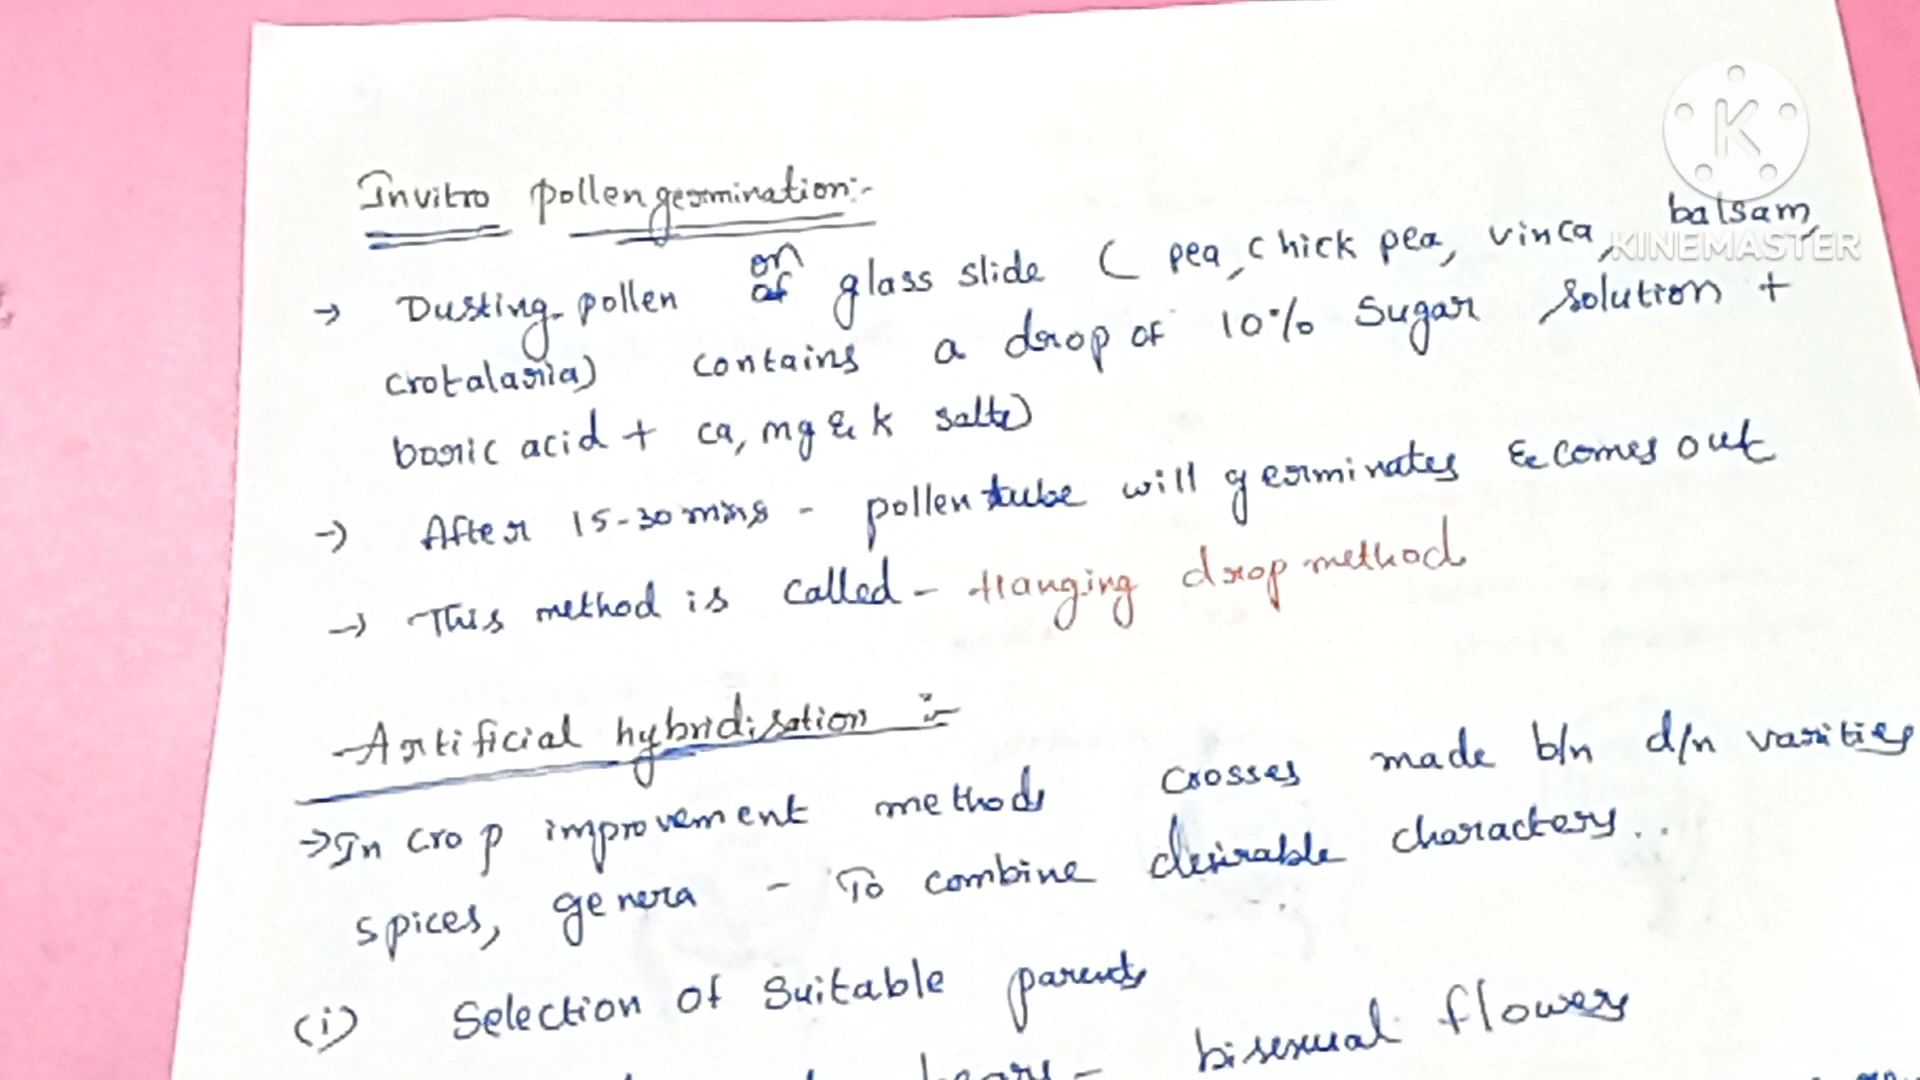 Invitro pollen germination:-
→ Dusting pollen on glass slide ( pea, chick pea, vinca, balsam,
crotalaria) contains a drop of 10% sugar solution +
boric acid + ca, mg & k salts)
→ After 15-30 mins - pollen tube will germinates & comes out
→ This method is called - Hanging drop method
Artificial hybridisation :-
→ In crop improvement methods crosses made b/n d/n varities
spices, genera - To combine desirable characters..
(i) Selection of suitable parents
bisexual flowers
K
KINEMASTER